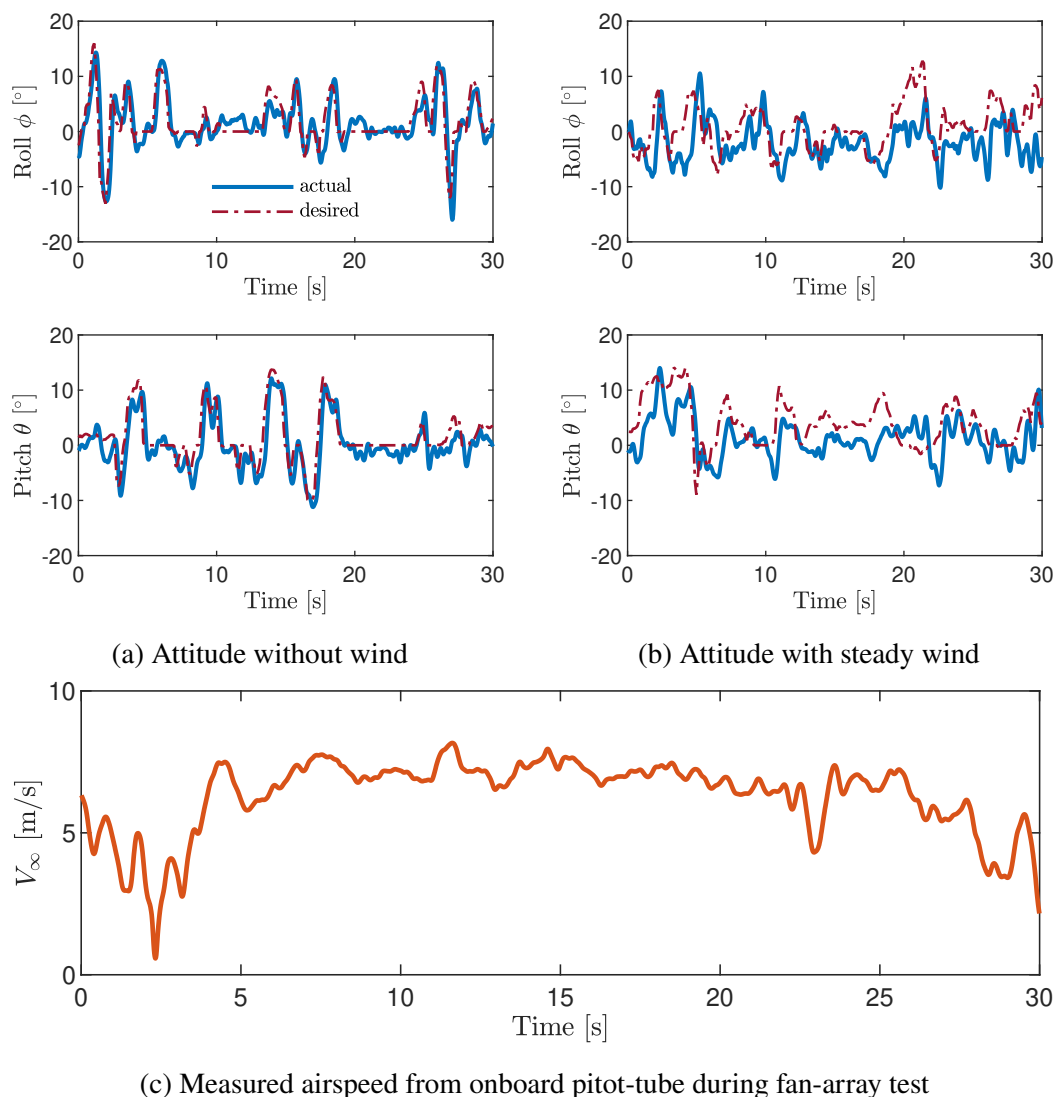 20
10
0
-10
-20
Roll ϕ [°]
actual
desired
0 10 20 30
Time [s]
20
10
0
-10
-20
Roll ϕ [°]
0 10 20 30
Time [s]
20
10
0
-10
-20
Pitch θ [°]
0 10 20 30
Time [s]
20
10
0
-10
-20
Pitch θ [°]
0 10 20 30
Time [s]
(a) Attitude without wind
(b) Attitude with steady wind
10
5
0
V∞ [m/s]
0 5 10 15 20 25 30
Time [s]
(c) Measured airspeed from onboard pitot-tube during fan-array test